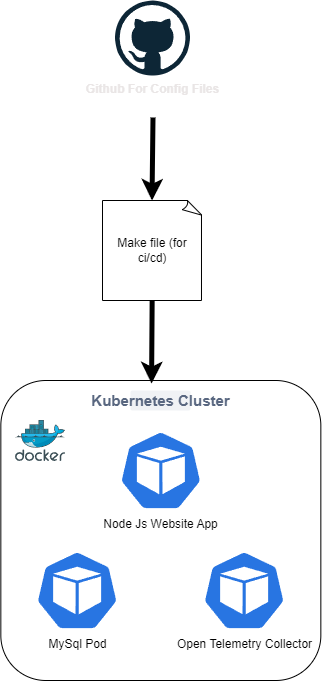 Github For Config Files
Make file (for
ci/cd)
Kubernetes Cluster
docker
Node Js Website App
MySql Pod
Open Telemetry Collector